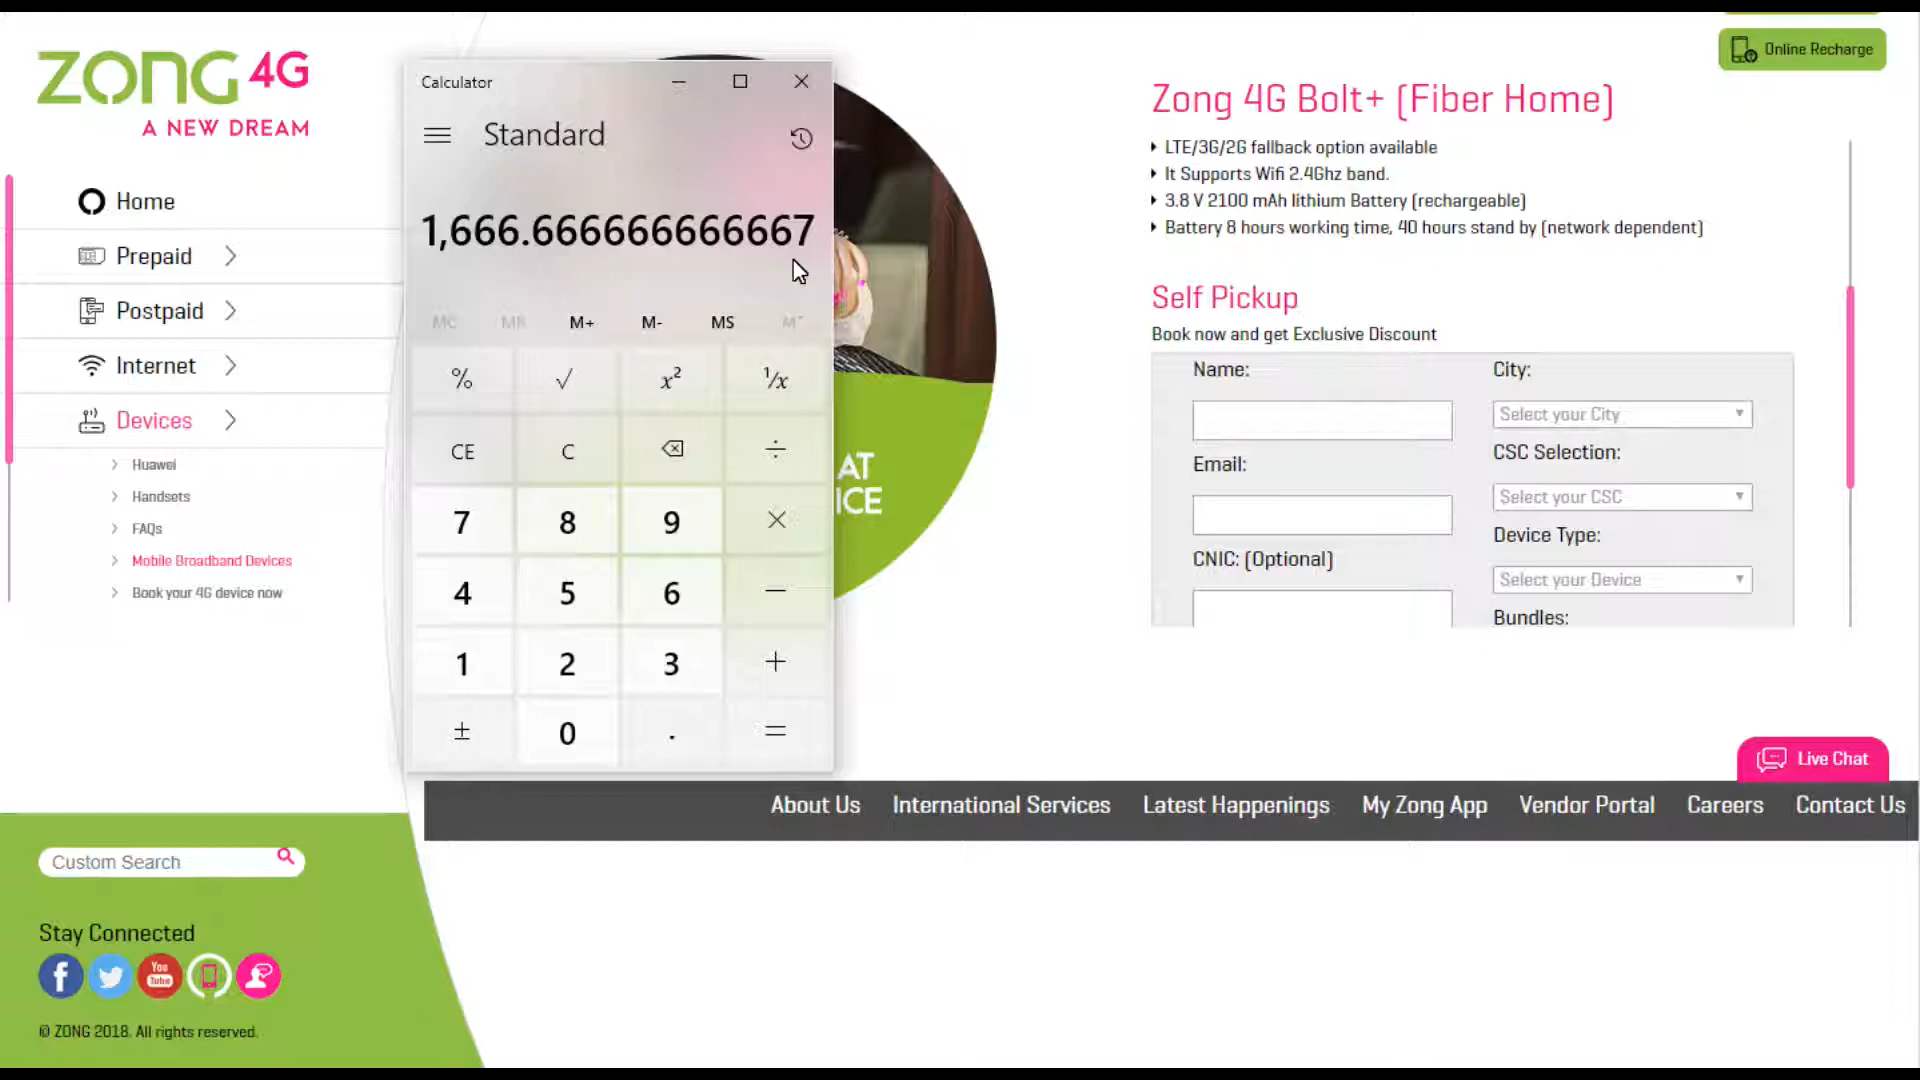 ZONG 4G
A NEW DREAM
Home
Prepaid
Postpaid
Internet
Devices
Huawei
Handsets
FAQs
Mobile Broadband Devices
Book your 4G device now
Custom Search
Stay Connected
You
Tube
© ZONG 2018. All rights reserved.
Calculator
Standard
1,666.666666666667
MC MR M+ M- MS M
% √ x² ¹/x
CE C ÷
7 8 9 ×
4 5 6 −
1 2 3 +
± 0 . =
AT
ICE
Online Recharge
Zong 4G Bolt+ (Fiber Home)
LTE/3G/2G fallback option available
It Supports Wifi 2.4Ghz band.
3.8 V 2100 mAh lithium Battery (rechargeable)
Battery 8 hours working time, 40 hours stand by (network dependent)
Self Pickup
Book now and get Exclusive Discount
Name:
Email:
CNIC: (Optional)
City:
Select your City
CSC Selection:
Select your CSC
Device Type:
Select your Device
Bundles:
Live Chat
About Us International Services Latest Happenings My Zong App Vendor Portal Careers Contact Us